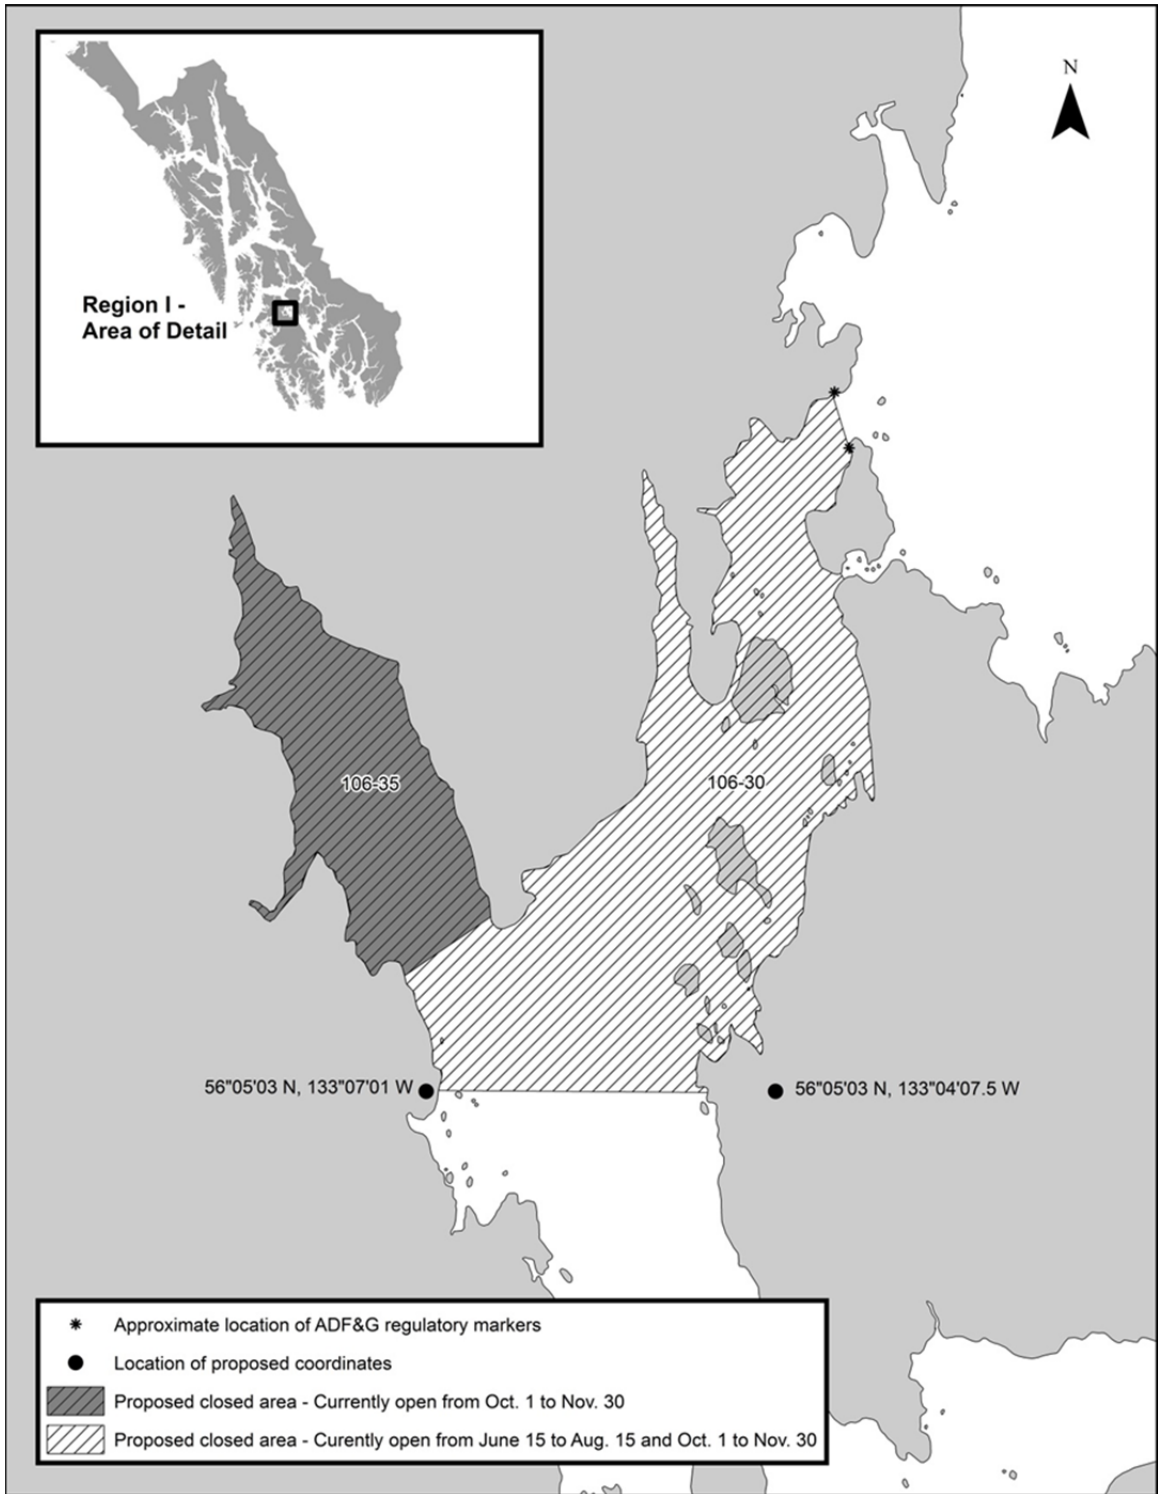 N
Region I -
Area of Detail
106-35
106-30
56°05'03 N, 133°07'01 W
56°05'03 N, 133°04'07.5 W
Approximate location of ADF&G regulatory markers
Location of proposed coordinates
Proposed closed area - Currently open from Oct. 1 to Nov. 30
Proposed closed area - Curently open from June 15 to Aug. 15 and Oct. 1 to Nov. 30